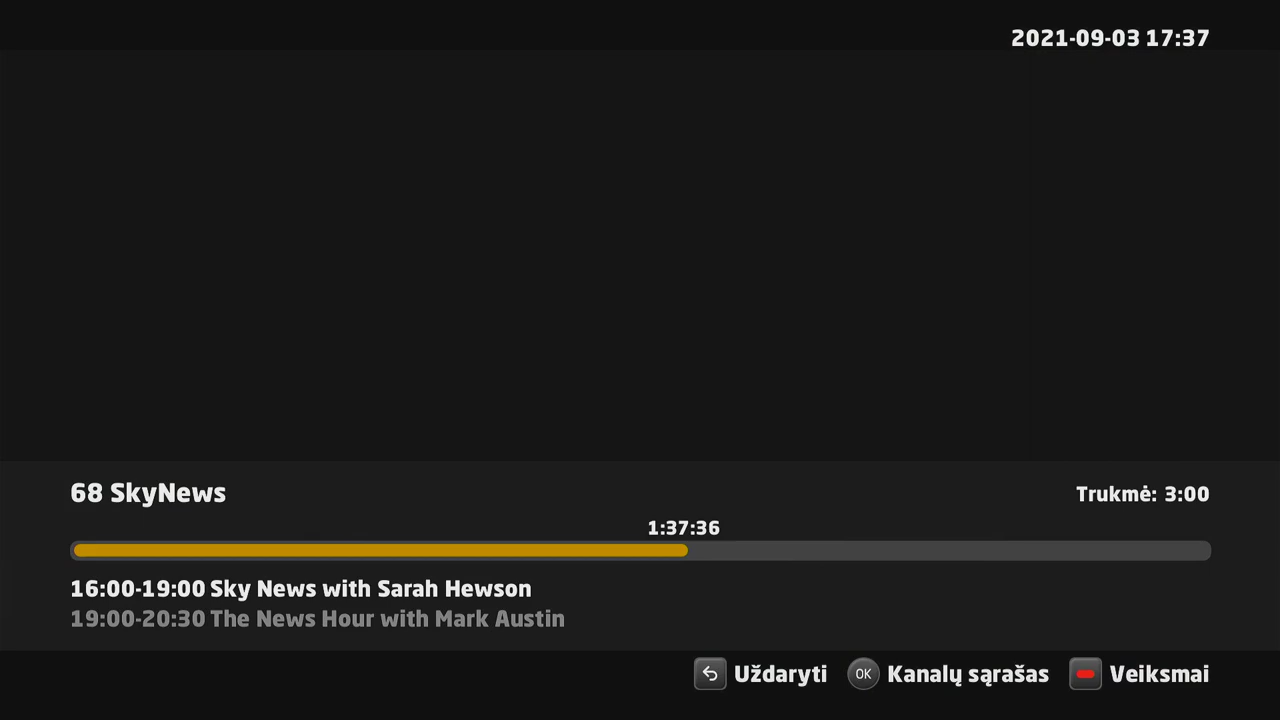 2021-09-03 17:37
68 SkyNews
Trukmė: 3:00
1:37:36
16:00-19:00 Sky News with Sarah Hewson
19:00-20:30 The News Hour with Mark Austin
Uždaryti OK Kanalų sąrašas Veiksmai